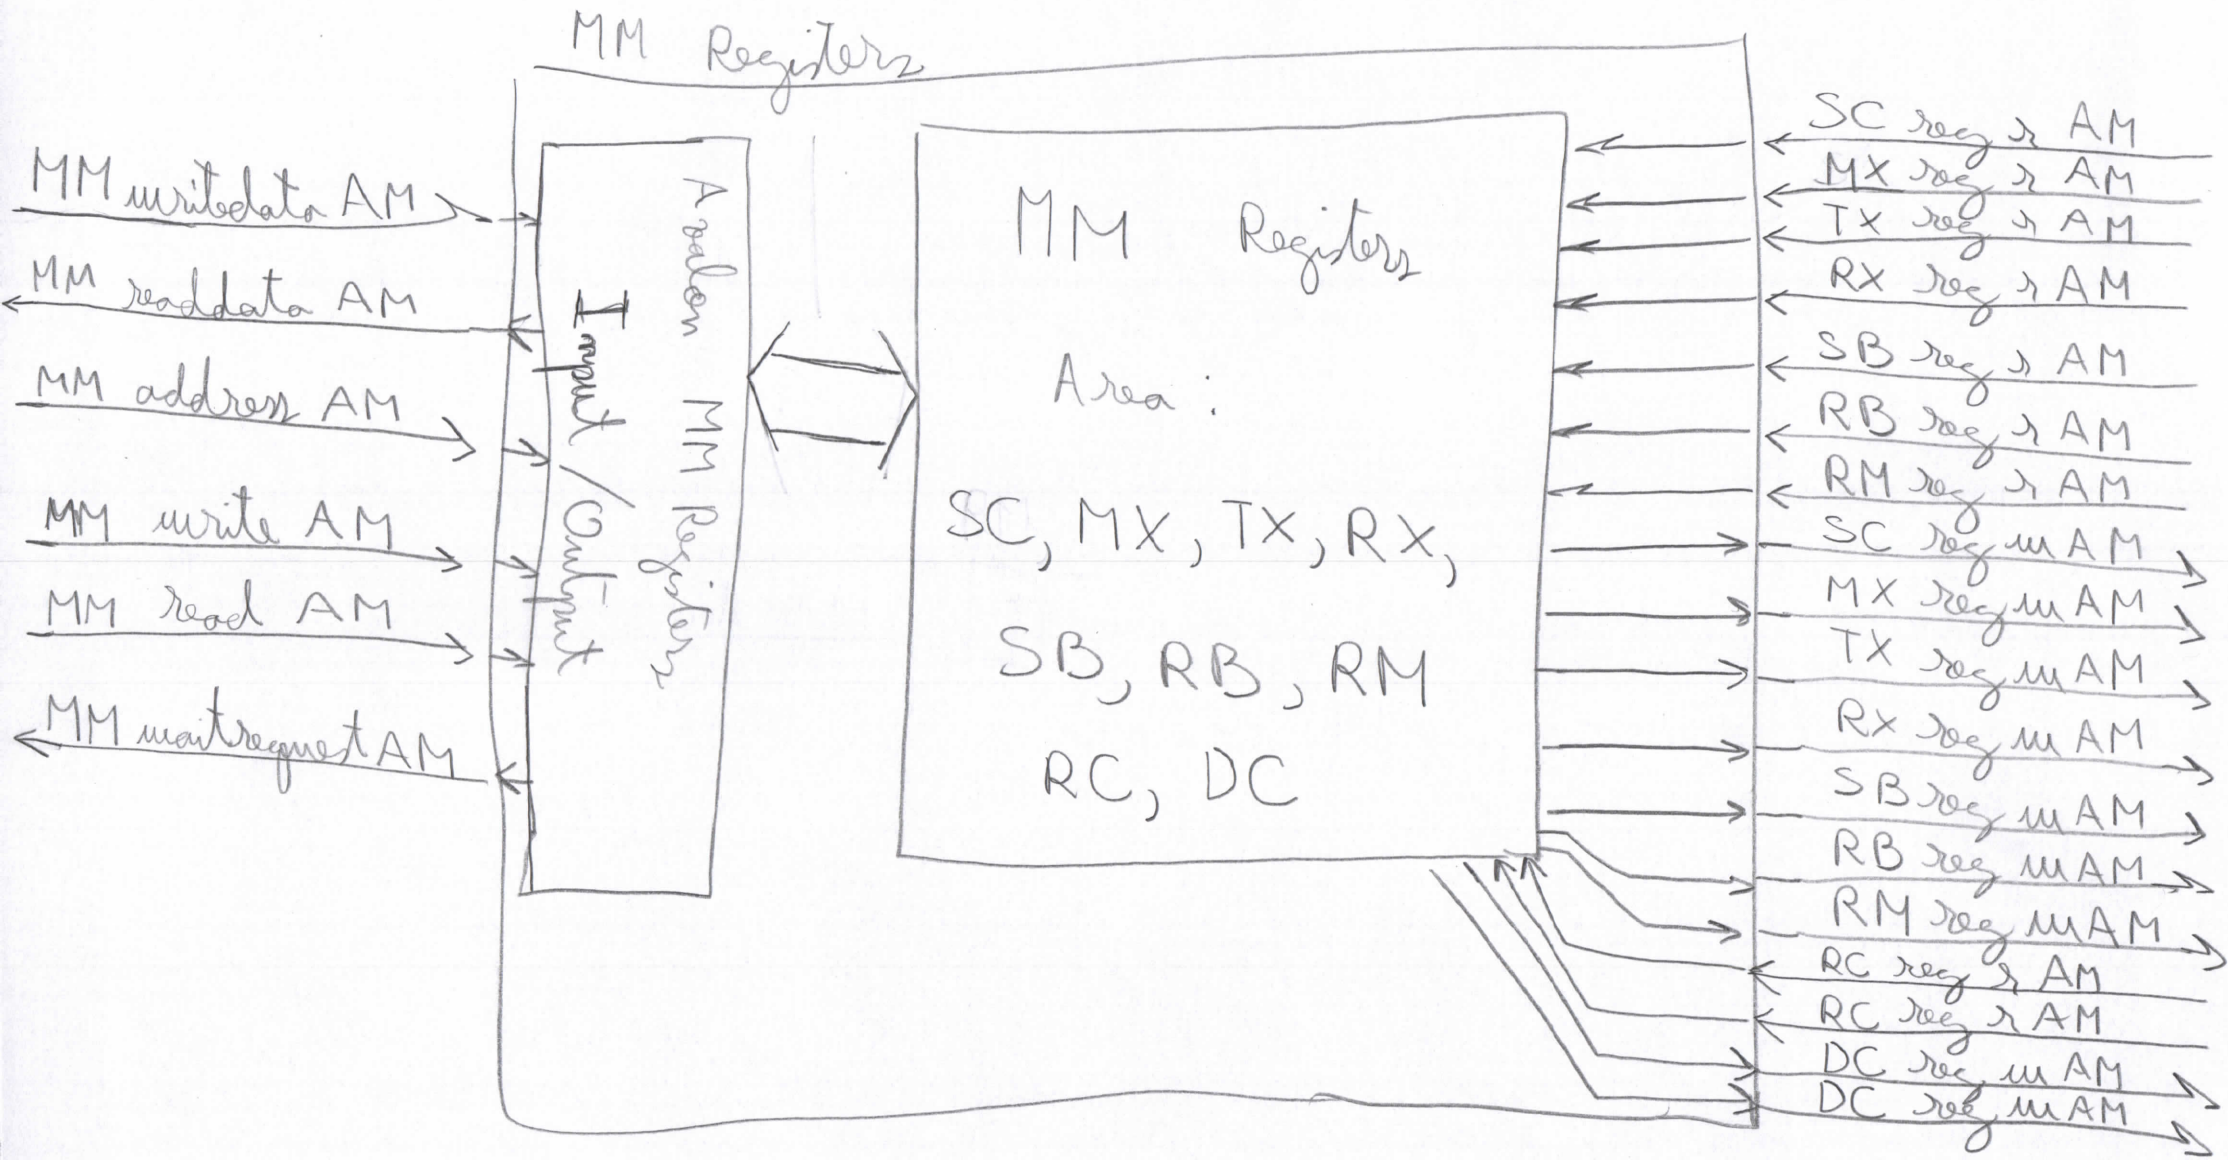 MM Registers
MM writedata AM
MM readdata AM
MM address AM
MM write AM
MM read AM
MM waitrequest AM
Avalon MM Registers
Input / Output
MM Registers
Area :
SC, MX, TX, RX,
SB, RB, RM
RC, DC
SC reg r AM
MX reg r AM
TX reg r AM
RX reg r AM
SB reg r AM
RB reg r AM
RM reg r AM
SC reg w AM
MX reg w AM
TX reg w AM
RX reg w AM
SB reg w AM
RB reg w AM
RM reg w AM
RC reg r AM
RC reg r AM
DC reg w AM
DC reg w AM